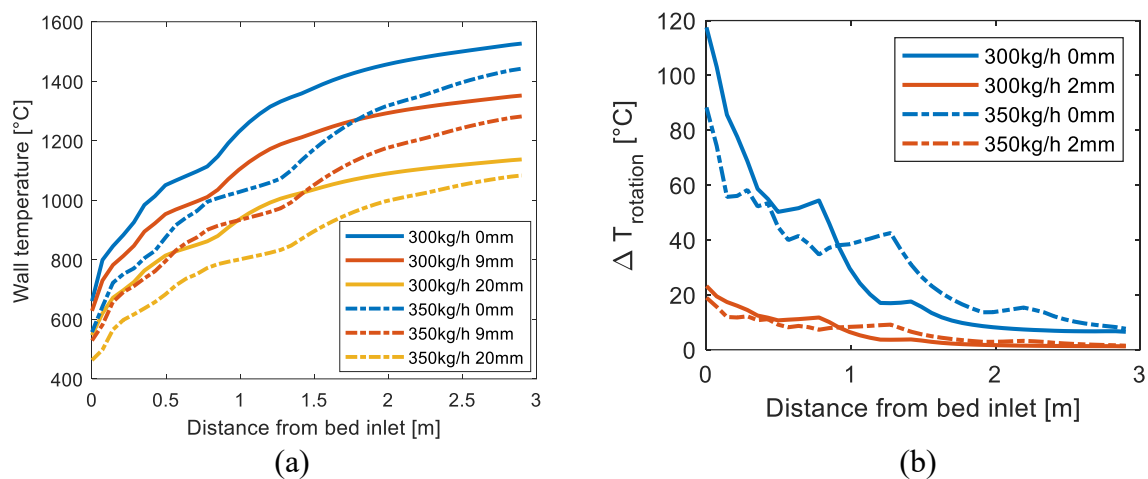 1600
1400
1200
1000
800
600
400
0
0.5
1
1.5
2
2.5
3
Wall temperature [°C]
Distance from bed inlet [m]
300kg/h 0mm
300kg/h 9mm
300kg/h 20mm
350kg/h 0mm
350kg/h 9mm
350kg/h 20mm
(a)
120
100
80
60
40
20
0
0
1
2
3
Δ T rotation [°C]
Distance from bed inlet [m]
300kg/h 0mm
300kg/h 2mm
350kg/h 0mm
350kg/h 2mm
(b)